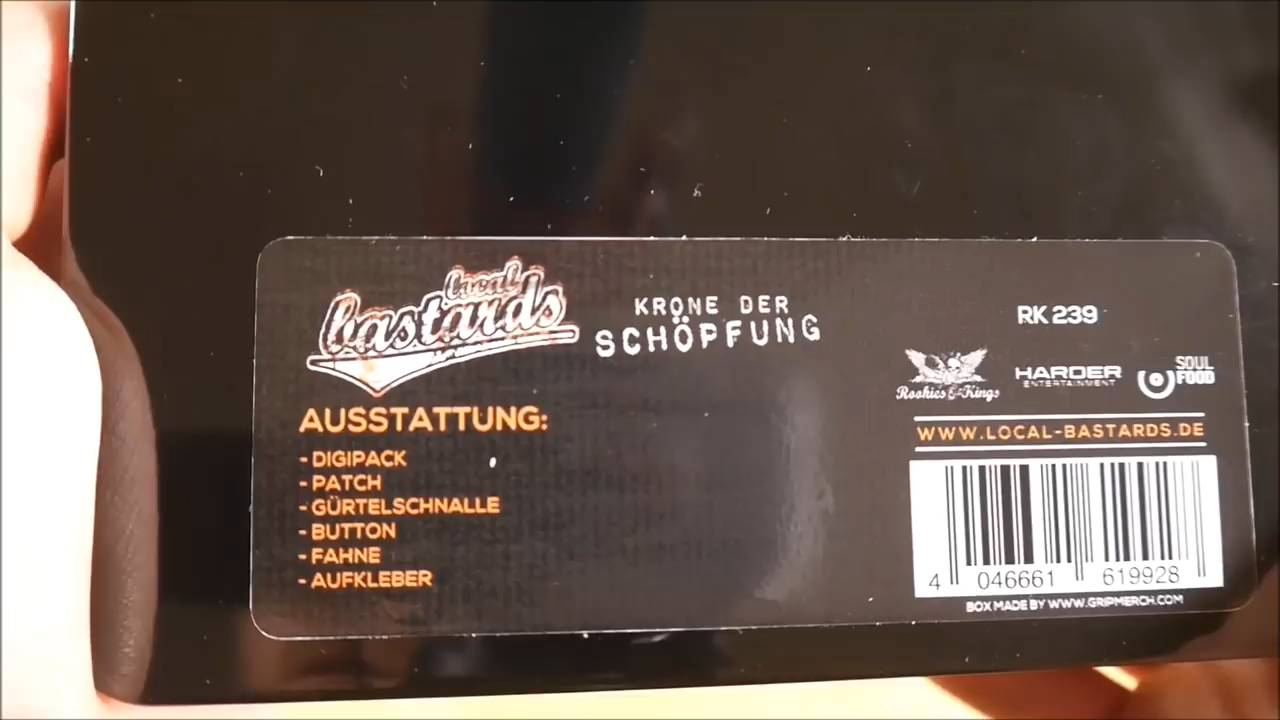 local
bastards
KRONE DER
SCHÖPFUNG
AUSSTATTUNG:
- DIGIPACK
- PATCH
- GÜRTELSCHNALLE
- BUTTON
- FAHNE
- AUFKLEBER
RK 239
Rookies & Kings
HARDER
ENTERTAINMENT
SOUL
FOOD
WWW.LOCAL-BASTARDS.DE
4 046661 619928
BOX MADE BY WWW.GRIPMERCH.COM